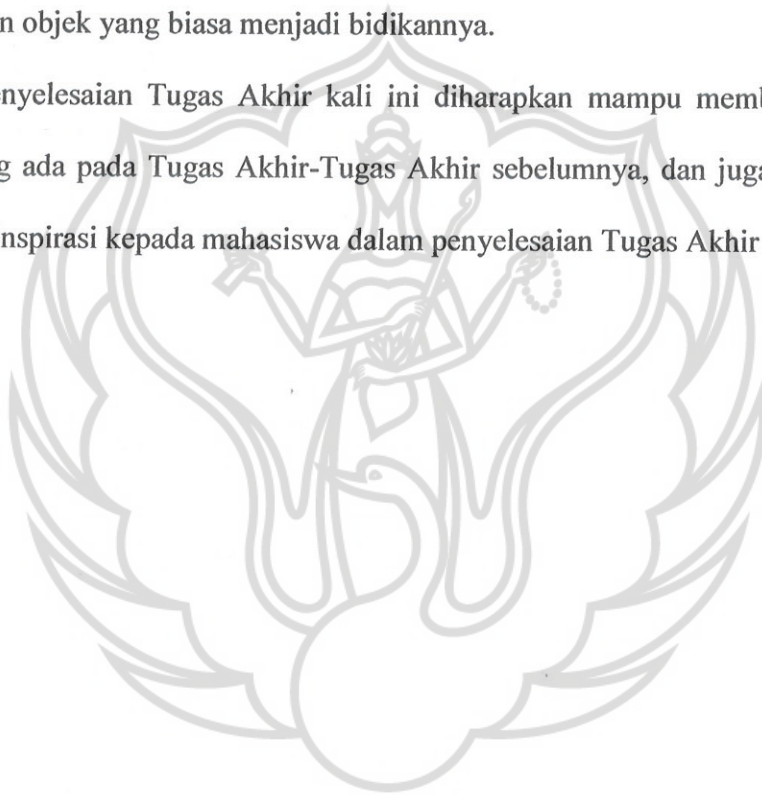 n objek yang biasa menjadi bidikannya.
enyelesaian Tugas Akhir kali ini diharapkan mampu memb
g ada pada Tugas Akhir-Tugas Akhir sebelumnya, dan juga
nspirasi kepada mahasiswa dalam penyelesaian Tugas Akhir